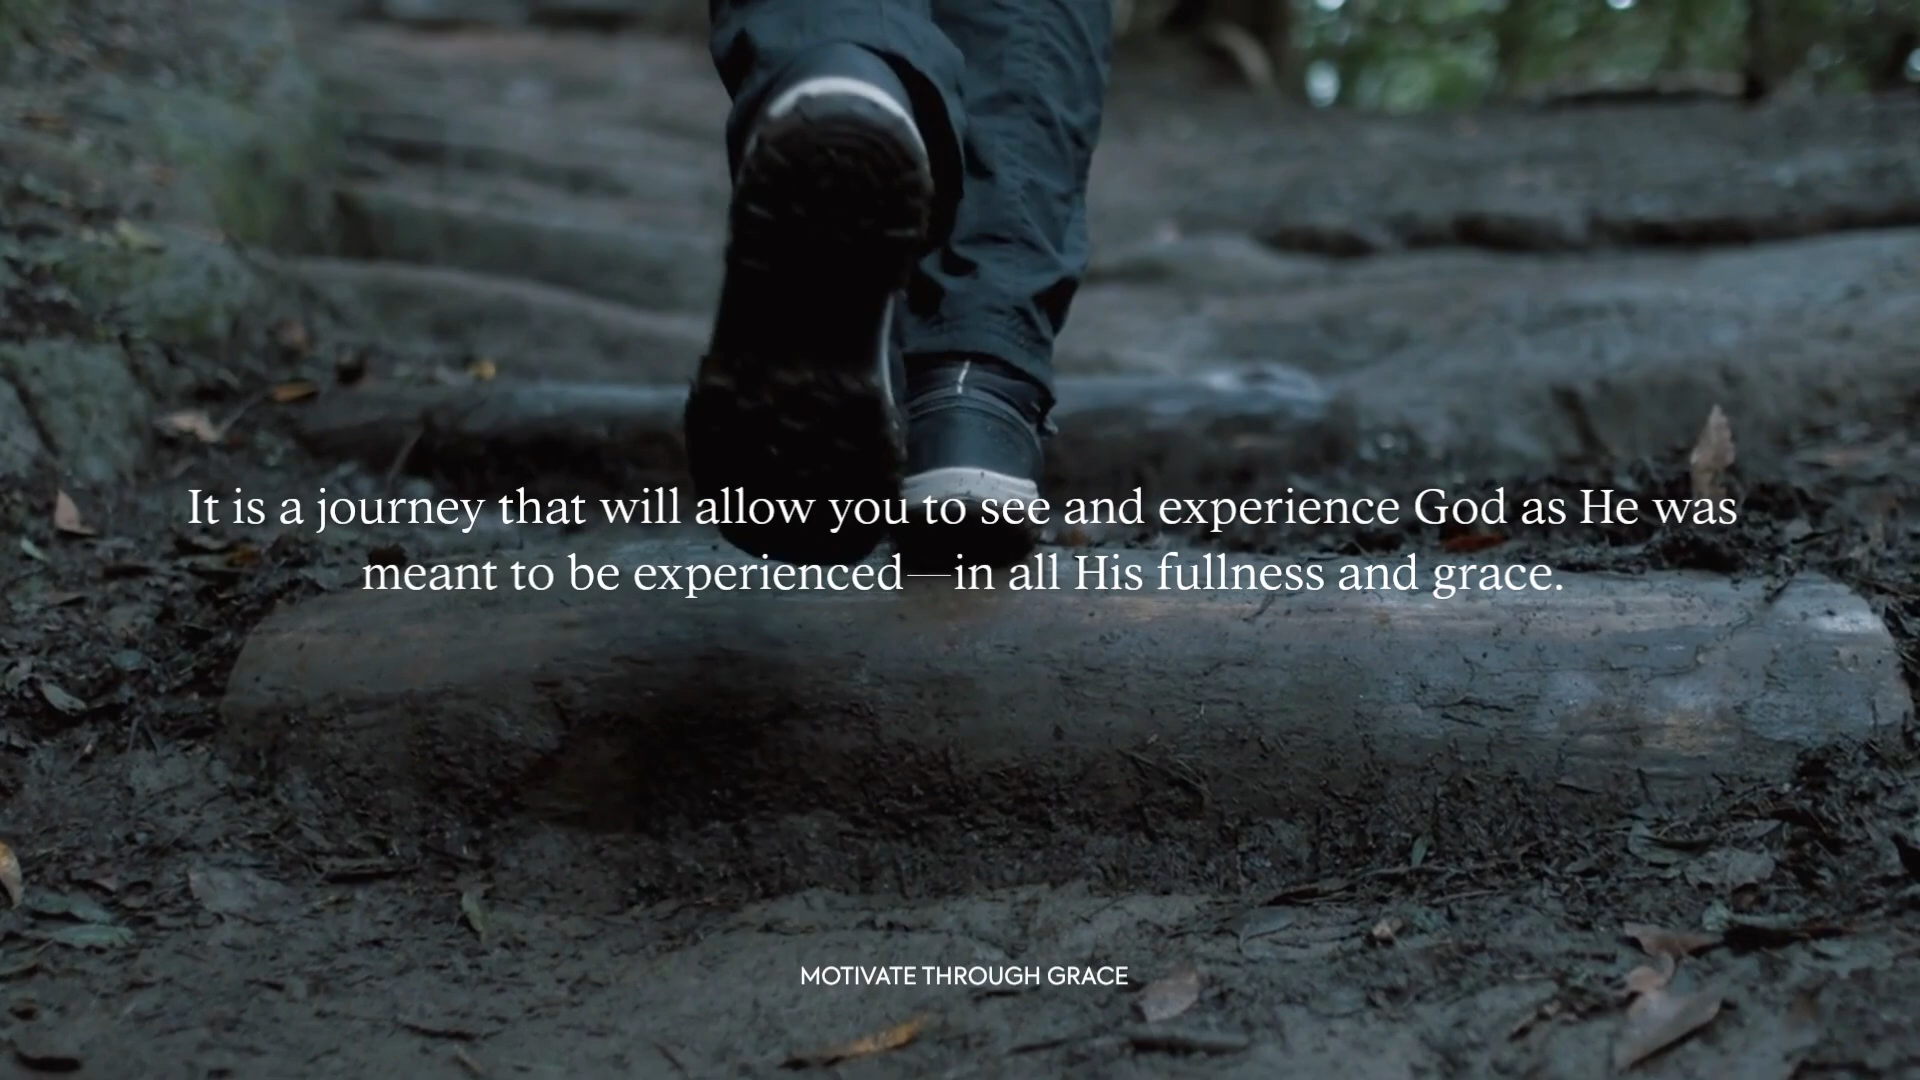 It is a journey that will allow you to see and experience God as He was
meant to be experienced—in all His fullness and grace.
MOTIVATE THROUGH GRACE